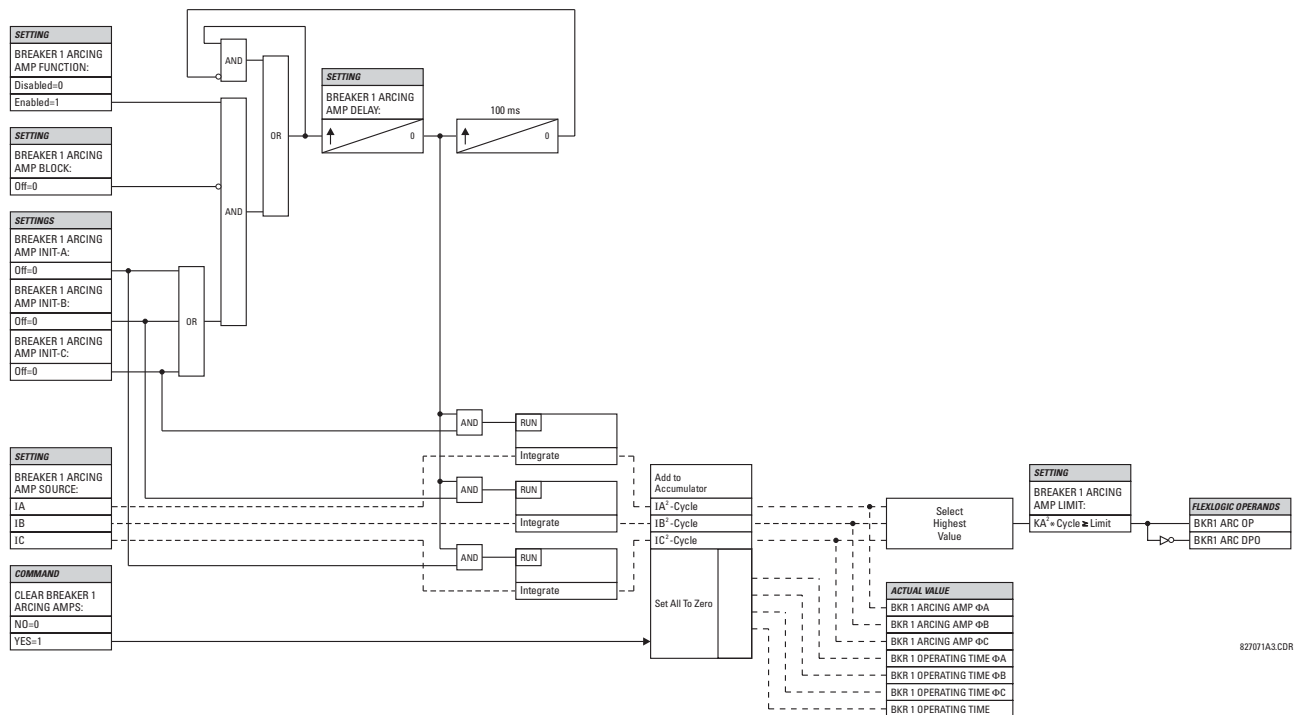 SETTING
BREAKER 1 ARCING
AMP FUNCTION:
Disabled=0
Enabled=1
SETTING
BREAKER 1 ARCING
AMP BLOCK:
Off=0
SETTINGS
BREAKER 1 ARCING
AMP INIT-A:
Off=0
BREAKER 1 ARCING
AMP INIT-B:
Off=0
BREAKER 1 ARCING
AMP INIT-C:
Off=0
SETTING
BREAKER 1 ARCING
AMP SOURCE:
IA
IB
IC
COMMAND
CLEAR BREAKER 1
ARCING AMPS:
NO=0
YES=1
AND
OR
AND
OR
SETTING
BREAKER 1 ARCING
AMP DELAY:
0
100 ms
0
AND
RUN
Integrate
AND
RUN
Integrate
AND
RUN
Integrate
Add to
Accumulator
IA²-Cycle
IB²-Cycle
IC²-Cycle
Set All To Zero
Select
Highest
Value
SETTING
BREAKER 1 ARCING
AMP LIMIT:
KA²*Cycle ≥ Limit
FLEXLOGIC OPERANDS
BKR1 ARC OP
BKR1 ARC DPO
ACTUAL VALUE
BKR 1 ARCING AMP ΦA
BKR 1 ARCING AMP ΦB
BKR 1 ARCING AMP ΦC
BKR 1 OPERATING TIME ΦA
BKR 1 OPERATING TIME ΦB
BKR 1 OPERATING TIME ΦC
BKR 1 OPERATING TIME
827071A3.CDR